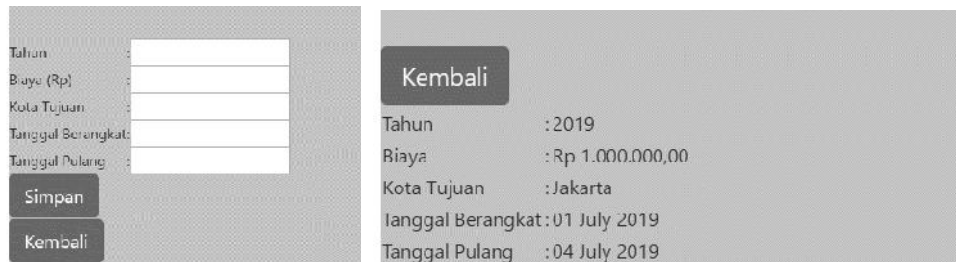 Tahun :
Biaya (Rp) :
Kota Tujuan :
Tanggal Berangkat:
Tanggal Pulang :
Simpan
Kembali
Kembali
Tahun : 2019
Biaya : Rp 1.000.000,00
Kota Tujuan : Jakarta
Tanggal Berangkat : 01 July 2019
Tanggal Pulang : 04 July 2019